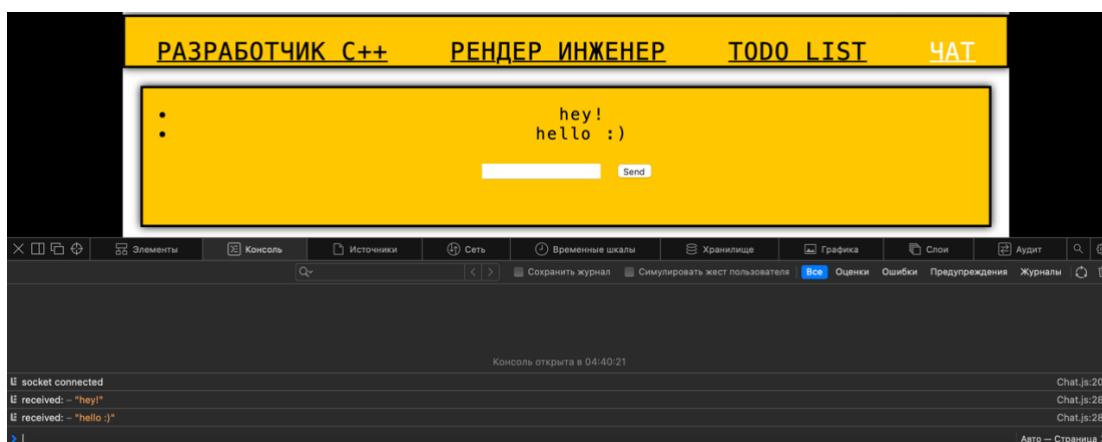 РАЗРАБОТЧИК C++ РЕНДЕР ИНЖЕНЕР TODO LIST ЧАТ
hey!
hello :)
Send
Элементы Консоль Источники Сеть Временные шкалы Хранилище Графика Слои Аудит
Сохранить журнал Симулировать жест пользователя Все Оценки Ошибки Предупреждения Журналы
Консоль открыта в 04:40:21
socket connected Chat.js:20
received: – "hey!" Chat.js:28
received: – "hello :)" Chat.js:28
Авто — Страница